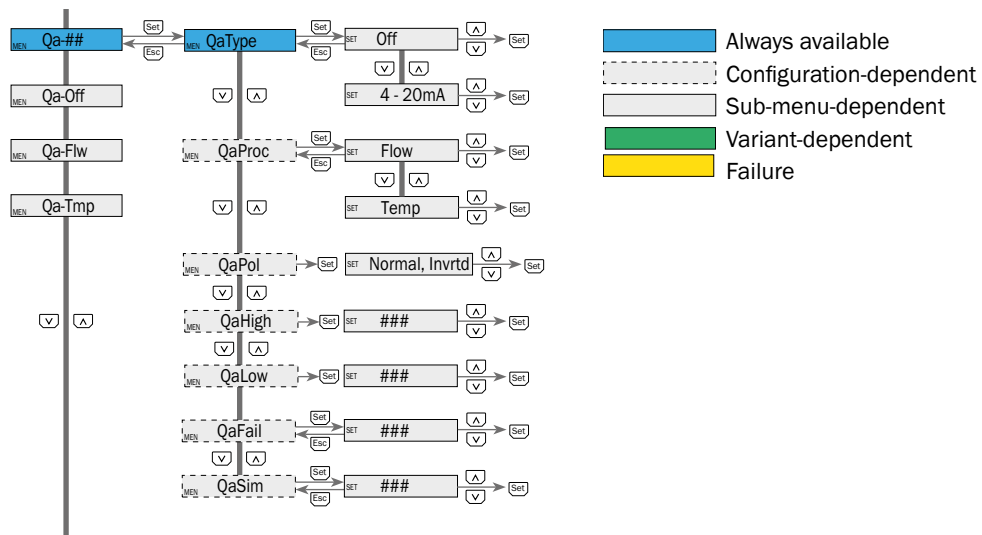 Set
MEN Qa-## MEN QaType SET Off Set
Esc Esc
MEN Qa-Off SET 4 - 20mA Set
Set
MEN Qa-Flw MEN QaProc SET Flow Set
Esc
MEN Qa-Tmp SET Temp Set
MEN QaPol Set SET Normal, Invrtd Set
MEN QaHigh Set SET ### Set
MEN QaLow Set SET ### Set
Set
MEN QaFail SET ### Set
Esc
Set
MEN QaSim SET ### Set
Esc
Always available
Configuration-dependent
Sub-menu-dependent
Variant-dependent
Failure